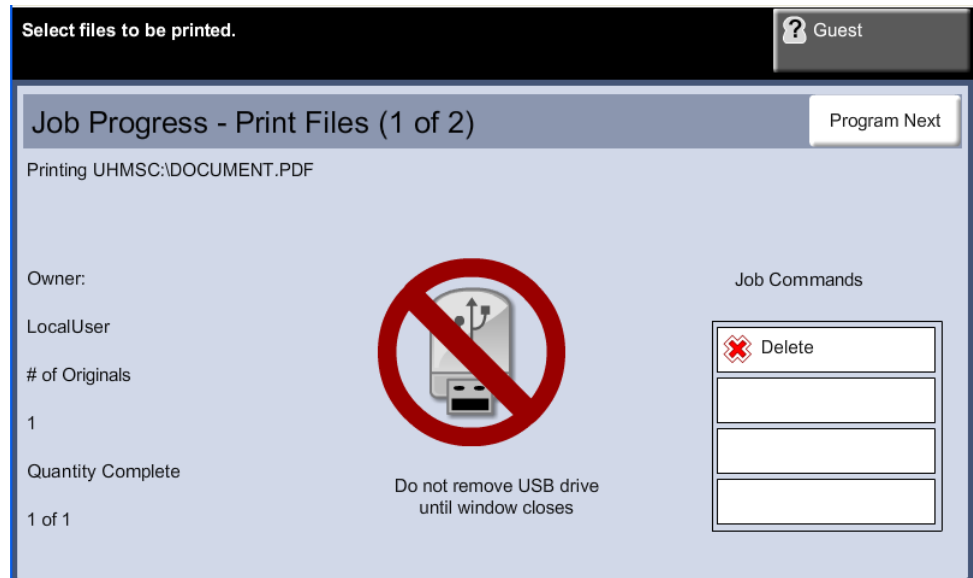 Select files to be printed.
? Guest
Job Progress - Print Files (1 of 2)
Program Next
Printing UHMSC:\DOCUMENT.PDF
Owner:
LocalUser
# of Originals
1
Quantity Complete
1 of 1
Do not remove USB drive
until window closes
Job Commands
Delete